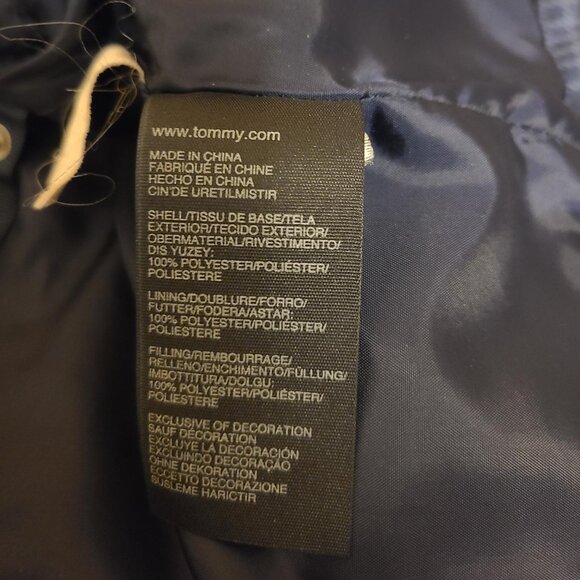 www.tommy.com
MADE IN CHINA
FABRIQUÉ EN CHINE
HECHO EN CHINA
CIN'DE URETILMISTIR
SHELL/TISSU DE BASE/TELA
EXTERIOR/TECIDO EXTERIOR/
OBERMATERIAL/RIVESTIMENTO/
DIS YUZEY:
100% POLYESTER/POLIÉSTER/
POLIESTERE
LINING/DOUBLURE/FORRO/
FUTTER/FODERA/ASTAR:
100% POLYESTER/POLIÉSTER/
POLIESTERE
FILLING/REMBOURRAGE/
RELLENO/ENCHIMENTO/FÜLLUNG/
IMBOTTITURA/DOLGU:
100% POLYESTER/POLIÉSTER/
POLIESTERE
EXCLUSIVE OF DECORATION
SAUF DÉCORATION
EXCLUYE LA DECORACIÓN
EXCLUINDO DECORAÇÃO
OHNE DEKORATION
ECCETTO DECORAZIONE
SUSLEME HARICTIR